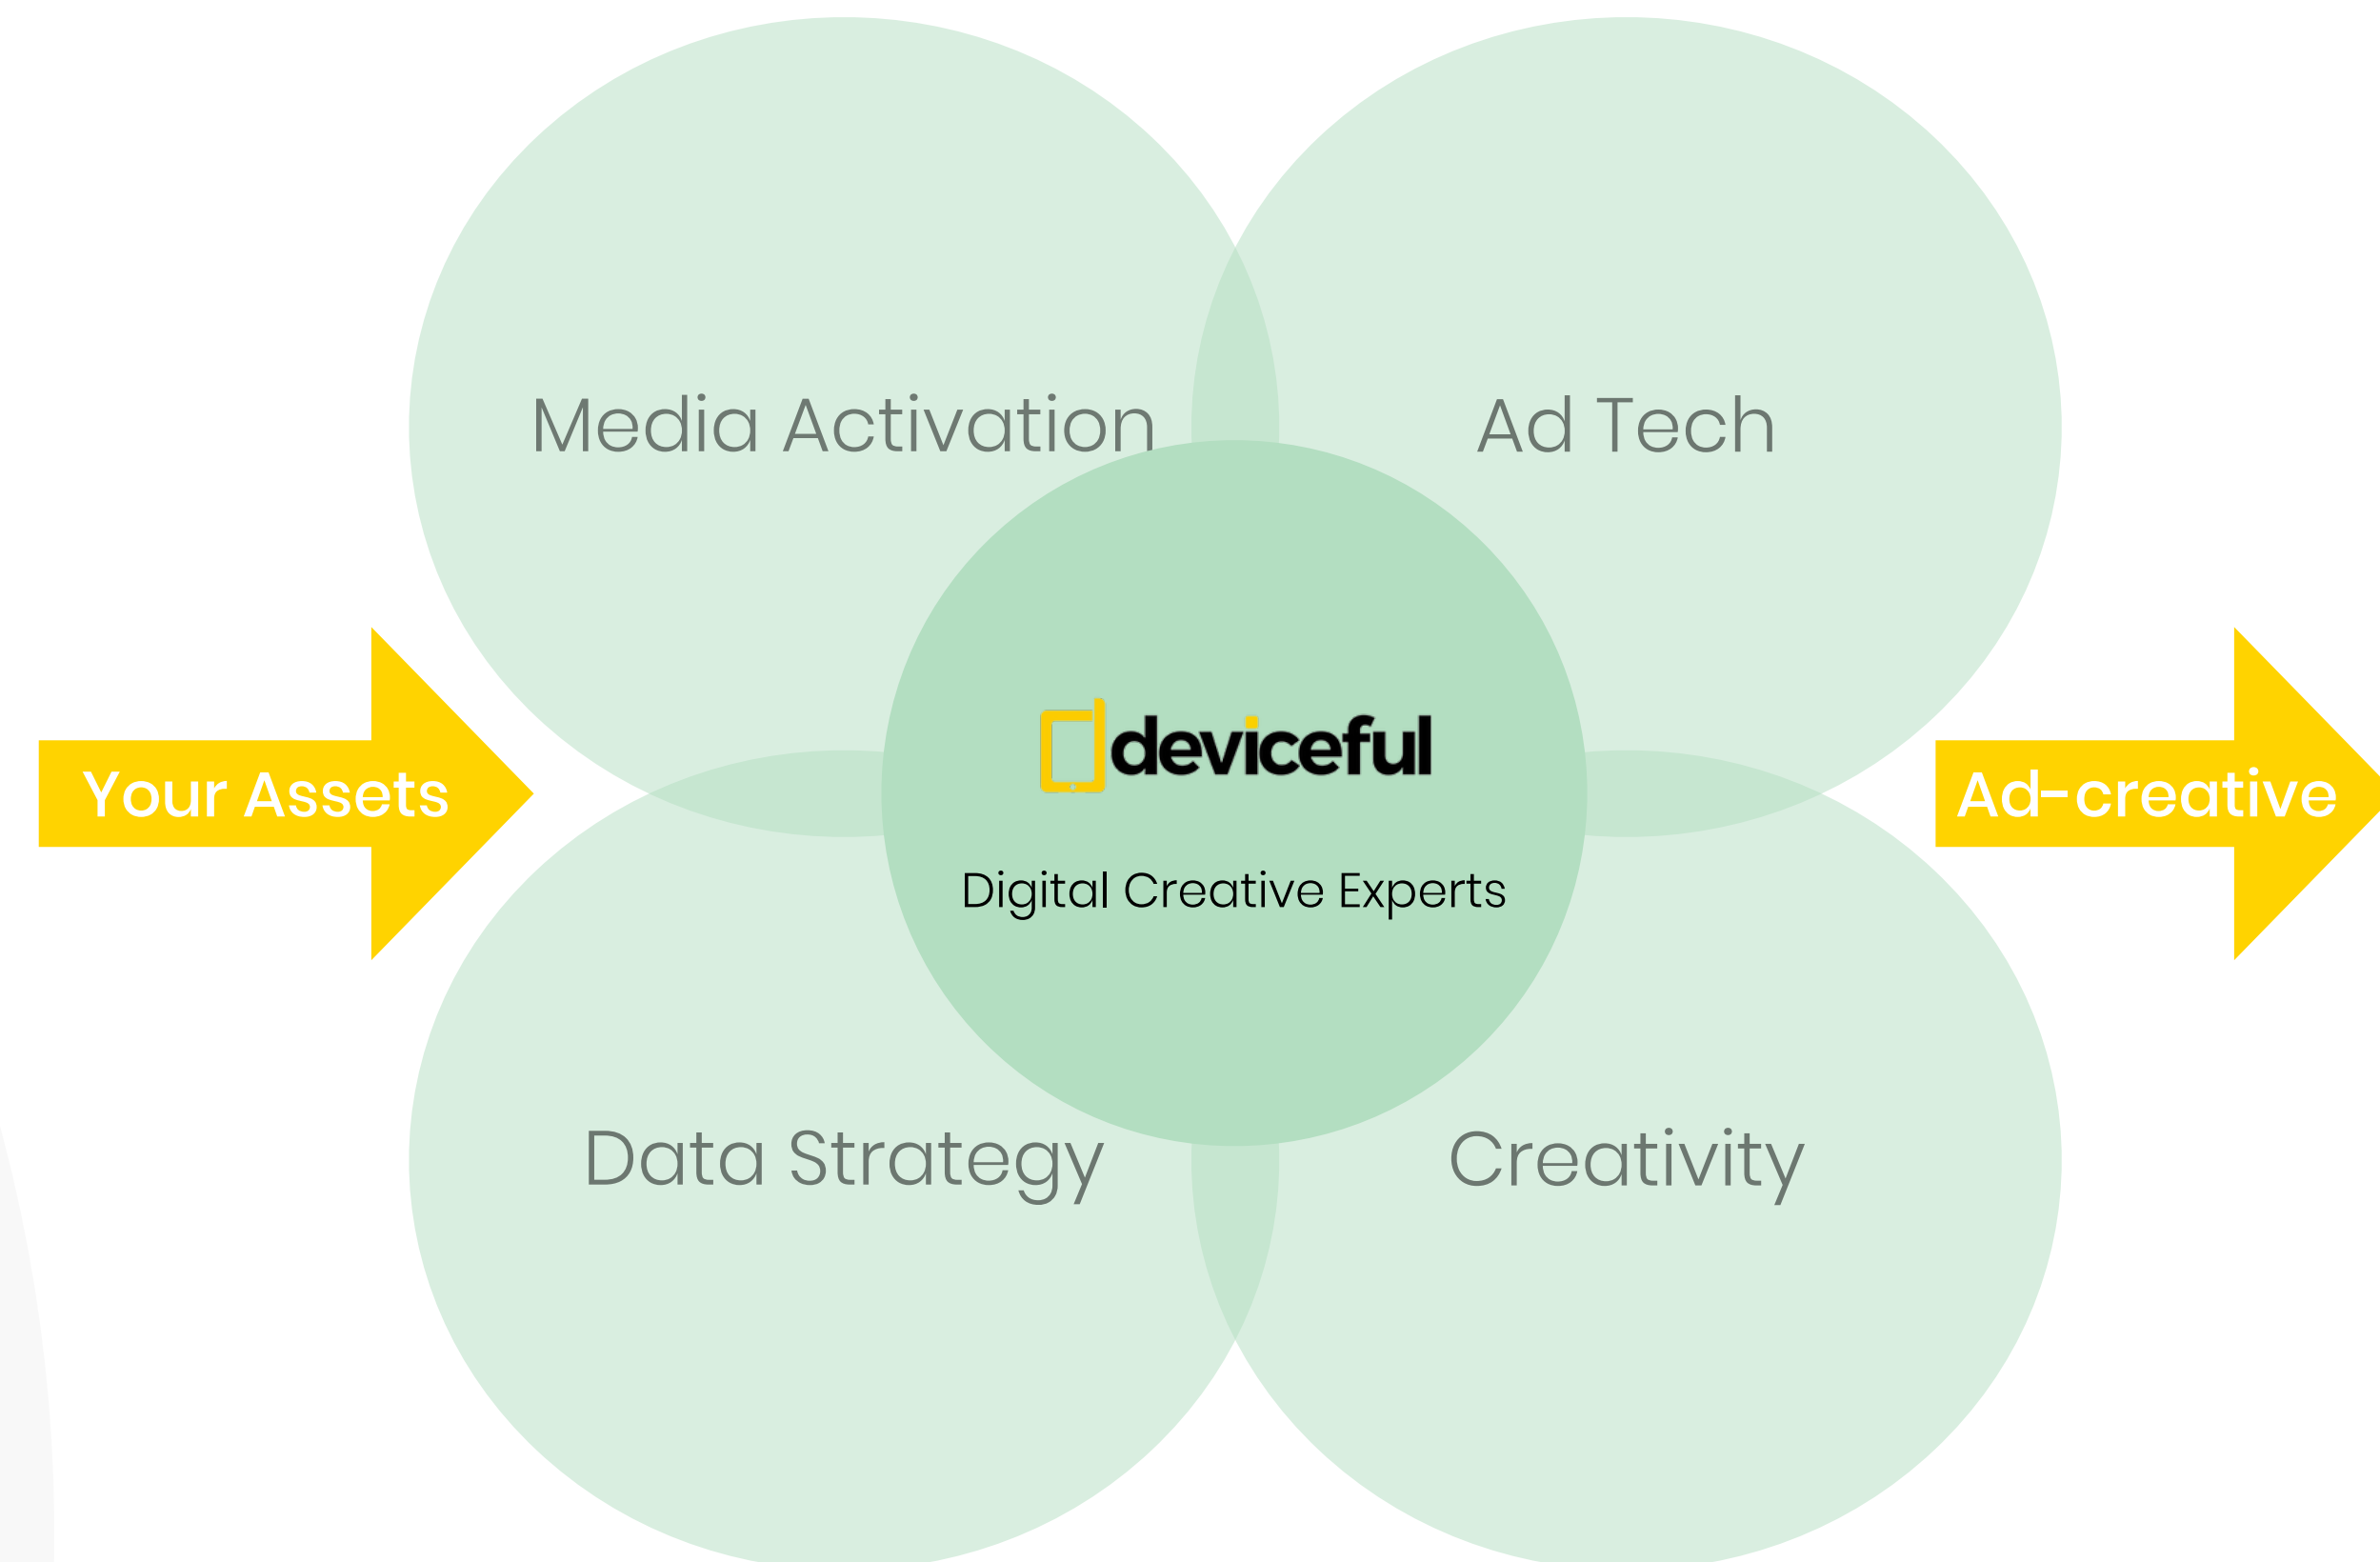 Media Activation
Ad Tech
Your Assets
deviceful
Digital Creative Experts
Ad-creative
Data Strategy
Creativity